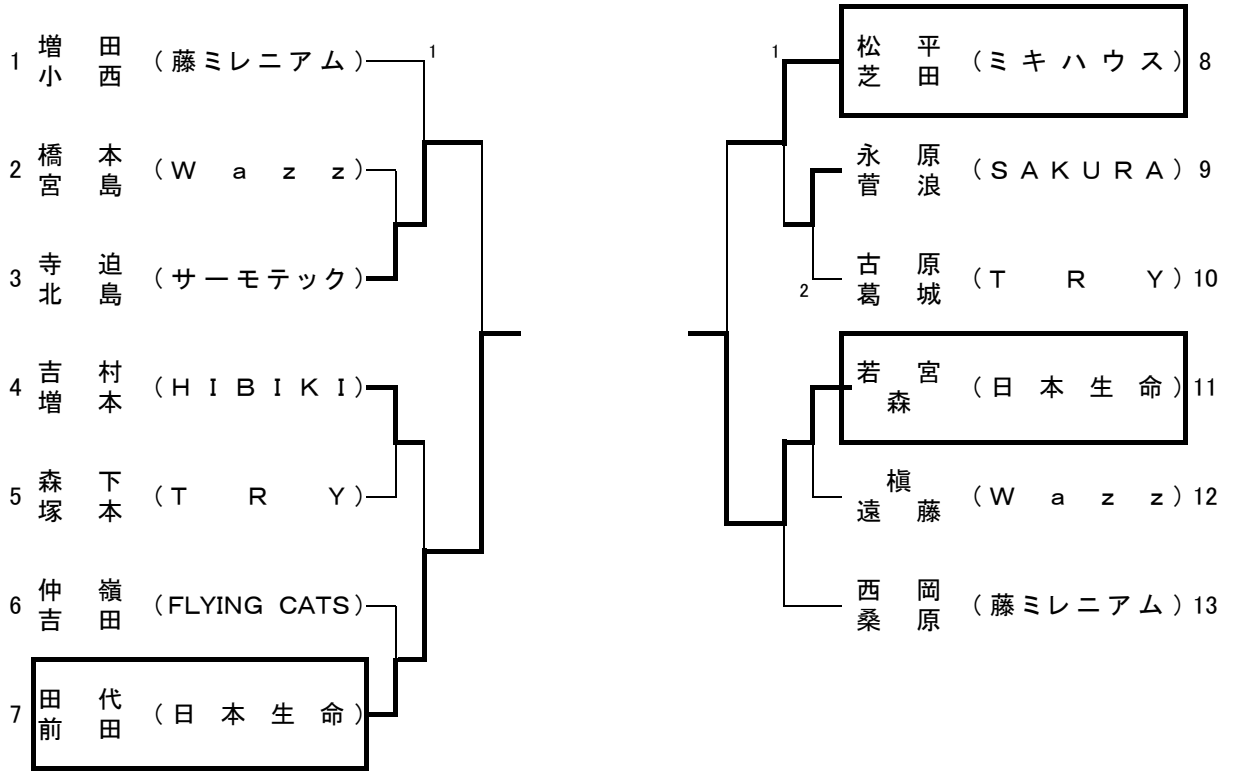 1 増田 小西 (藤ミレニアム) 1
2 橋本 宮島 (Wazz)
3 寺迫 北島 (サーモテック)
4 吉村 増本 (HIBIKI)
5 森下 塚本 (TRY)
6 仲嶺 吉田 (FLYING CATS)
7 田代 前田 (日本生命)
1 松平 芝田 (ミキハウス) 8
永原 菅浪 (SAKURA) 9
2 古原 葛城 (TRY) 10
若宮 森 (日本生命) 11
槇 遠藤 (Wazz) 12
西岡 桑原 (藤ミレニアム) 13